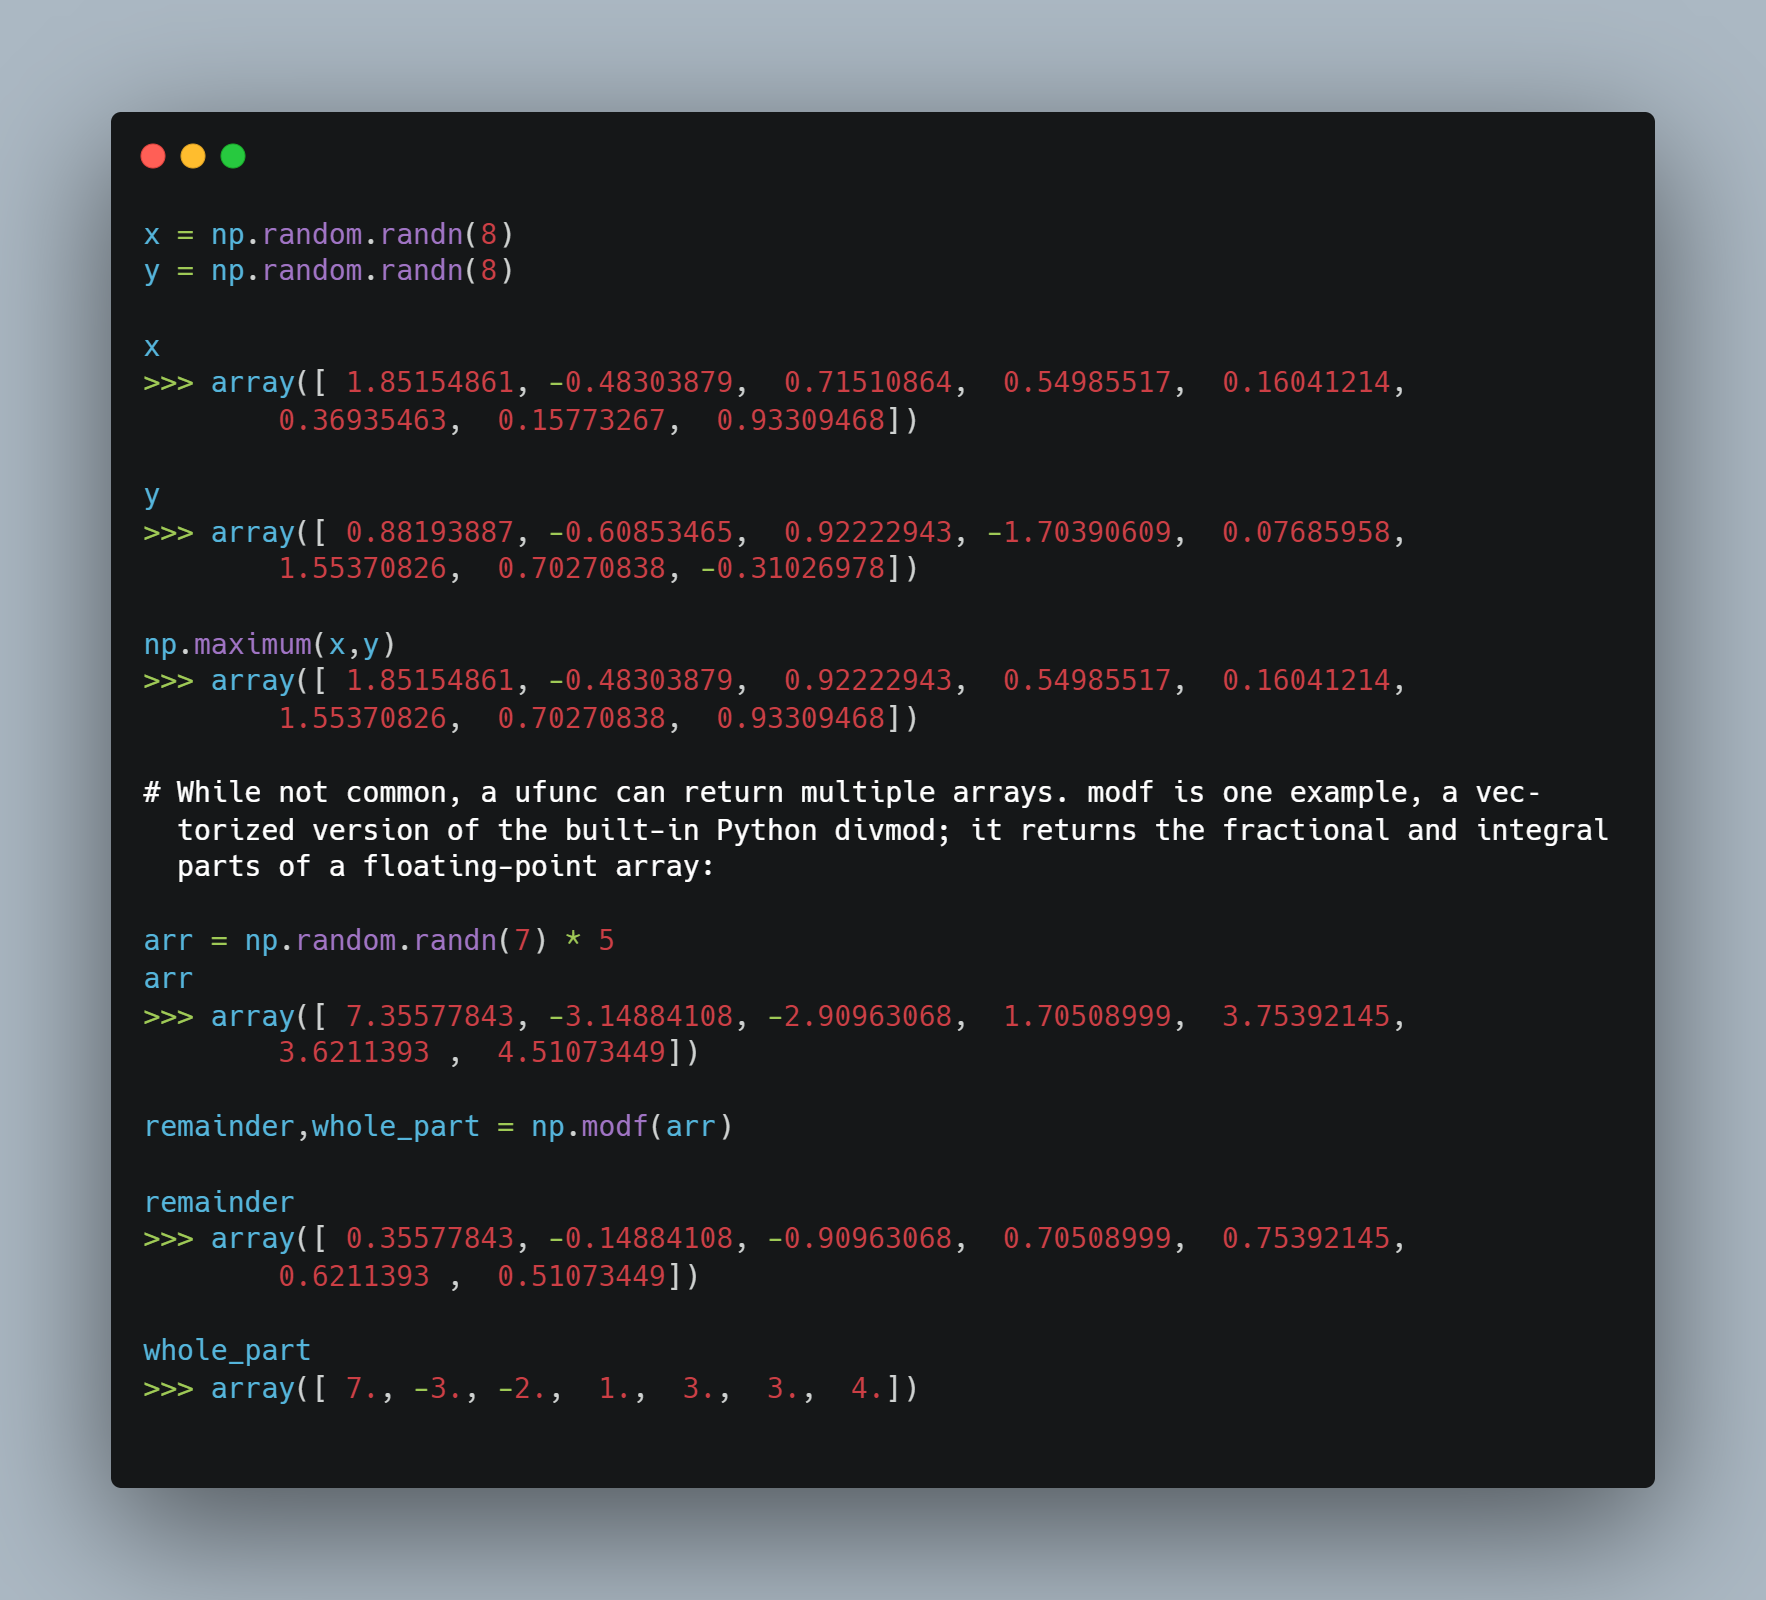 x = np.random.randn(8)
y = np.random.randn(8)
x
>>> array([ 1.85154861, -0.48303879,  0.71510864,  0.54985517,  0.16041214,
        0.36935463,  0.15773267,  0.93309468])
y
>>> array([ 0.88193887, -0.60853465,  0.92222943, -1.70390609,  0.07685958,
        1.55370826,  0.70270838, -0.31026978])
np.maximum(x,y)
>>> array([ 1.85154861, -0.48303879,  0.92222943,  0.54985517,  0.16041214,
        1.55370826,  0.70270838,  0.93309468])
# While not common, a ufunc can return multiple arrays. modf is one example, a vec-
  torized version of the built-in Python divmod; it returns the fractional and integral
  parts of a floating-point array:
arr = np.random.randn(7) * 5
arr
>>> array([ 7.35577843, -3.14884108, -2.90963068,  1.70508999,  3.75392145,
        3.6211393 ,  4.51073449])
remainder,whole_part = np.modf(arr)
remainder
>>> array([ 0.35577843, -0.14884108, -0.90963068,  0.70508999,  0.75392145,
        0.6211393 ,  0.51073449])
whole_part
>>> array([ 7., -3., -2.,  1.,  3.,  3.,  4.])